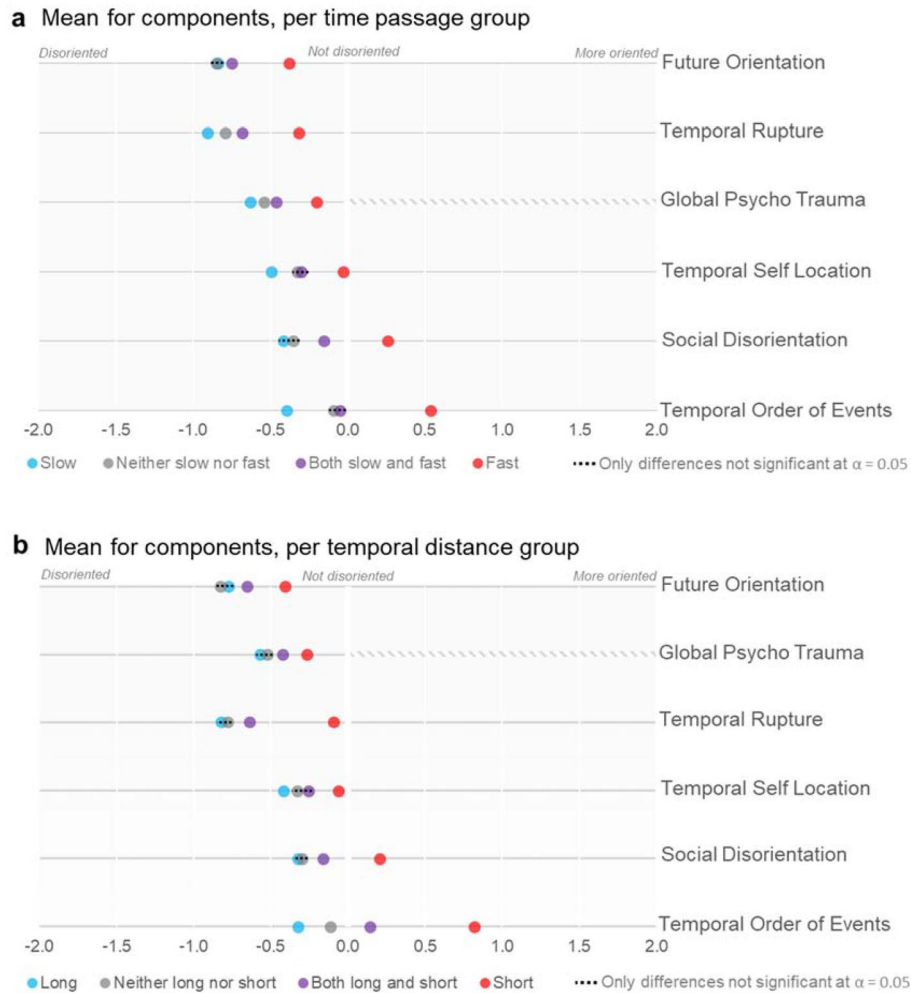 a Mean for components, per time passage group
Disoriented Not disoriented More oriented
Future Orientation
Temporal Rupture
Global Psycho Trauma
Temporal Self Location
Social Disorientation
Temporal Order of Events
-2.0 -1.5 -1.0 -0.5 0.0 0.5 1.0 1.5 2.0
Slow Neither slow nor fast Both slow and fast Fast Only differences not significant at α = 0.05
b Mean for components, per temporal distance group
Disoriented Not disoriented More oriented
Future Orientation
Global Psycho Trauma
Temporal Rupture
Temporal Self Location
Social Disorientation
Temporal Order of Events
-2.0 -1.5 -1.0 -0.5 0.0 0.5 1.0 1.5 2.0
Long Neither long nor short Both long and short Short Only differences not significant at α = 0.05